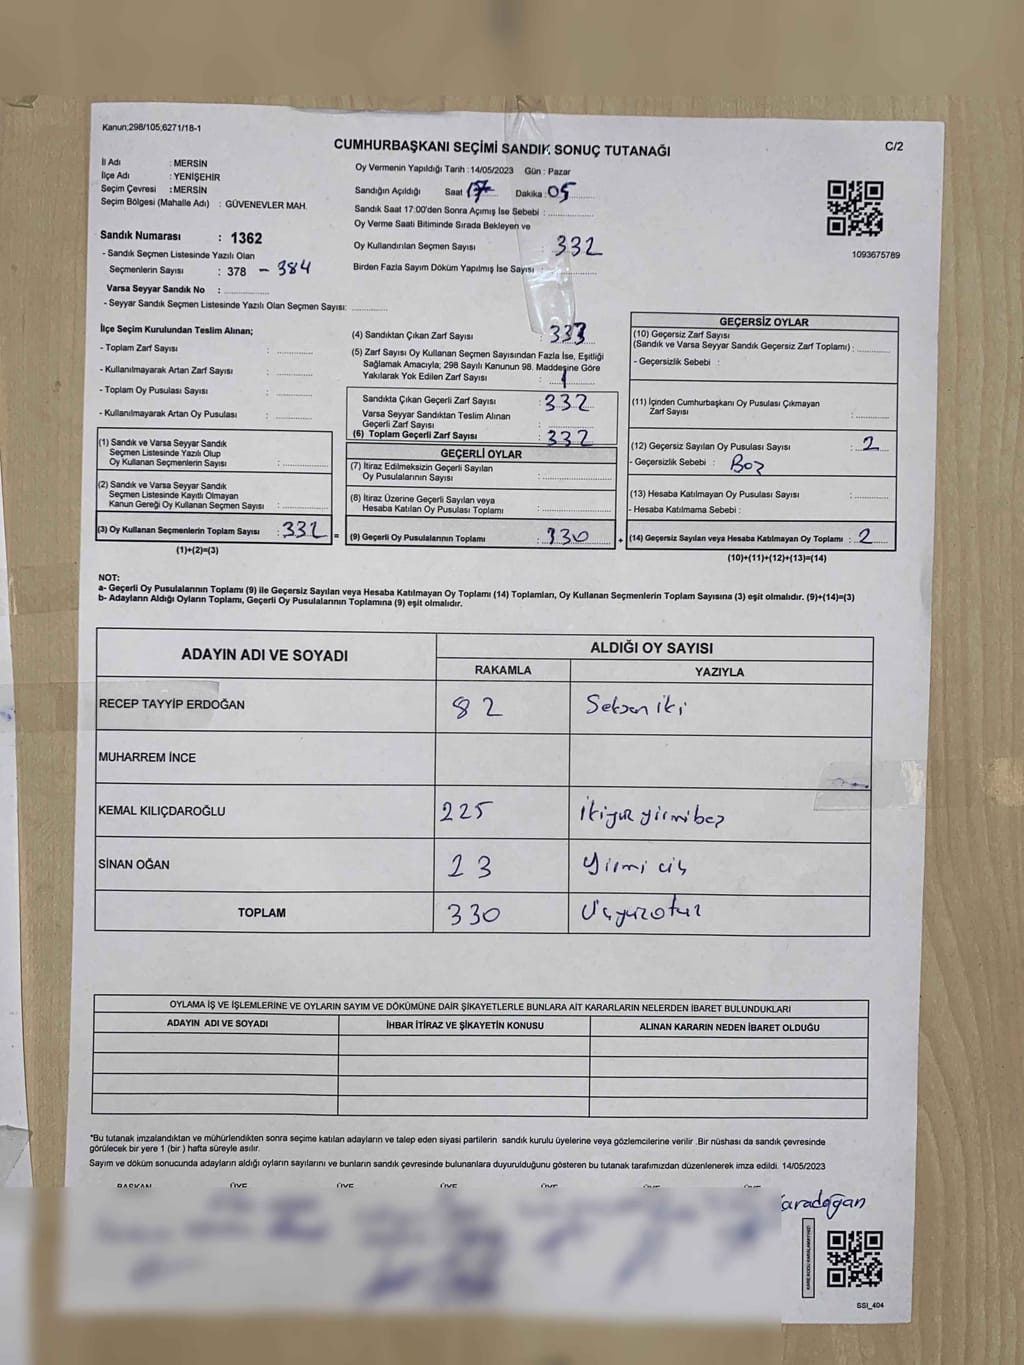 Kanun;298/105,6271/18-1
CUMHURBAŞKANI SEÇİMİ SANDIK SONUÇ TUTANAĞI
C/2
İl Adı : MERSİN
İlçe Adı : YENİŞEHİR
Seçim Çevresi : MERSİN
Seçim Bölgesi (Mahalle Adı) : GÜVENEVLER MAH.
Sandık Numarası : 1362
- Sandık Seçmen Listesinde Yazılı Olan
Seçmenlerin Sayısı : 378 - 384
Varsa Seyyar Sandık No :
- Seyyar Sandık Seçmen Listesinde Yazılı Olan Seçmen Sayısı:
Oy Vermenin Yapıldığı Tarih : 14/05/2023 Gün : Pazar
Sandığın Açıldığı Saat 17 Dakika : 05
Sandık Saat 17:00'den Sonra Açımış İse Sebebi :
Oy Verme Saati Bitiminde Sırada Bekleyen ve
Oy Kullandırılan Seçmen Sayısı : 332
Birden Fazla Sayım Döküm Yapılmış İse Sayısı :
1093675789
İlçe Seçim Kurulundan Teslim Alınan;
- Toplam Zarf Sayısı :
- Kullanılmayarak Artan Zarf Sayısı :
- Toplam Oy Pusulası Sayısı :
- Kullanılmayarak Artan Oy Pusulası :
(1) Sandık ve Varsa Seyyar Sandık
Seçmen Listesinde Yazılı Olup
Oy Kullanan Seçmenlerin Sayısı :
(2) Sandık ve Varsa Seyyar Sandık
Seçmen Listesinde Kayıtlı Olmayan
Kanun Gereği Oy Kullanan Seçmen Sayısı :
(3) Oy Kullanan Seçmenlerin Toplam Sayısı : 332 =
(1)+(2)=(3)
(4) Sandıktan Çıkan Zarf Sayısı : 333
(5) Zarf Sayısı Oy Kullanan Seçmen Sayısından Fazla İse, Eşitliği
Sağlamak Amacıyla; 298 Sayılı Kanunun 98. Maddesine Göre
Yakılarak Yok Edilen Zarf Sayısı : 1
Sandıkta Çıkan Geçerli Zarf Sayısı : 332
Varsa Seyyar Sandıktan Teslim Alınan
Geçerli Zarf Sayısı :
(6) Toplam Geçerli Zarf Sayısı : 332
GEÇERLİ OYLAR
(7) İtiraz Edilmeksizin Geçerli Sayılan
Oy Pusulalarının Sayısı :
(8) İtiraz Üzerine Geçerli Sayılan veya
Hesaba Katılan Oy Pusulası Toplamı :
(9) Geçerli Oy Pusulalarının Toplamı : 330 +
GEÇERSİZ OYLAR
(10) Geçersiz Zarf Sayısı
(Sandık ve Varsa Seyyar Sandık Geçersiz Zarf Toplamı) :
- Geçersizlik Sebebi :
(11) İçinden Cumhurbaşkanı Oy Pusulası Çıkmayan
Zarf Sayısı :
(12) Geçersiz Sayılan Oy Pusulası Sayısı : 2
- Geçersizlik Sebebi : Boş
(13) Hesaba Katılmayan Oy Pusulası Sayısı :
- Hesaba Katılmama Sebebi :
(14) Geçersiz Sayılan veya Hesaba Katılmayan Oy Toplamı : 2
(10)+(11)+(12)+(13)=(14)
NOT:
a- Geçerli Oy Pusulalarının Toplamı (9) ile Geçersiz Sayılan veya Hesaba Katılmayan Oy Toplamı (14) Toplamları, Oy Kullanan Seçmenlerin Toplam Sayısına (3) eşit olmalıdır. (9)+(14)=(3)
b- Adayların Aldığı Oyların Toplamı, Geçerli Oy Pusulalarının Toplamına (9) eşit olmalıdır.
ADAYIN ADI VE SOYADI
ALDIĞI OY SAYISI
RAKAMLA YAZIYLA
RECEP TAYYİP ERDOĞAN 82 Seksen iki
MUHARREM İNCE
KEMAL KILIÇDAROĞLU 225 İkiyüz yirmibeş
SİNAN OĞAN 23 Yirmi üç
TOPLAM 330 Üçyüzotuz
OYLAMA İŞ VE İŞLEMLERİNE VE OYLARIN SAYIM VE DÖKÜMÜNE DAİR ŞİKAYETLERLE BUNLARA AİT KARARLARIN NELERDEN İBARET BULUNDUKLARI
ADAYIN ADI VE SOYADI İHBAR İTİRAZ VE ŞİKAYETİN KONUSU ALINAN KARARIN NEDEN İBARET OLDUĞU
*Bu tutanak imzalandıktan ve mühürlendikten sonra seçime katılan adayların ve talep eden siyasi partilerin sandık kurulu üyelerine veya gözlemcilerine verilir .Bir nüshası da sandık çevresinde
görülecek bir yere 1 (bir ) hafta süreyle asılır.
Sayım ve döküm sonucunda adayların aldığı oyların sayılarını ve bunların sandık çevresinde bulunanlara duyurulduğunu gösteren bu tutanak tarafımızdan düzenlenerek imza edildi. 14/05/2023
BAŞKAN ÜYE ÜYE ÜYE ÜYE ÜYE ÜYE
Karadoğan
KARE KODU KARALAMAYINIZ!
SSI_404